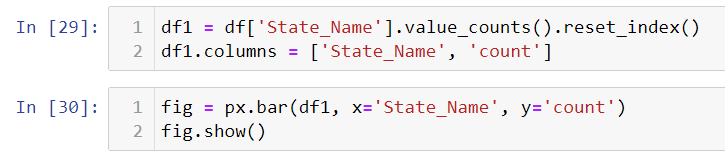 In [29]:
1 df1 = df['State_Name'].value_counts().reset_index()
2 df1.columns = ['State_Name', 'count']
In [30]:
1 fig = px.bar(df1, x='State_Name', y='count')
2 fig.show()